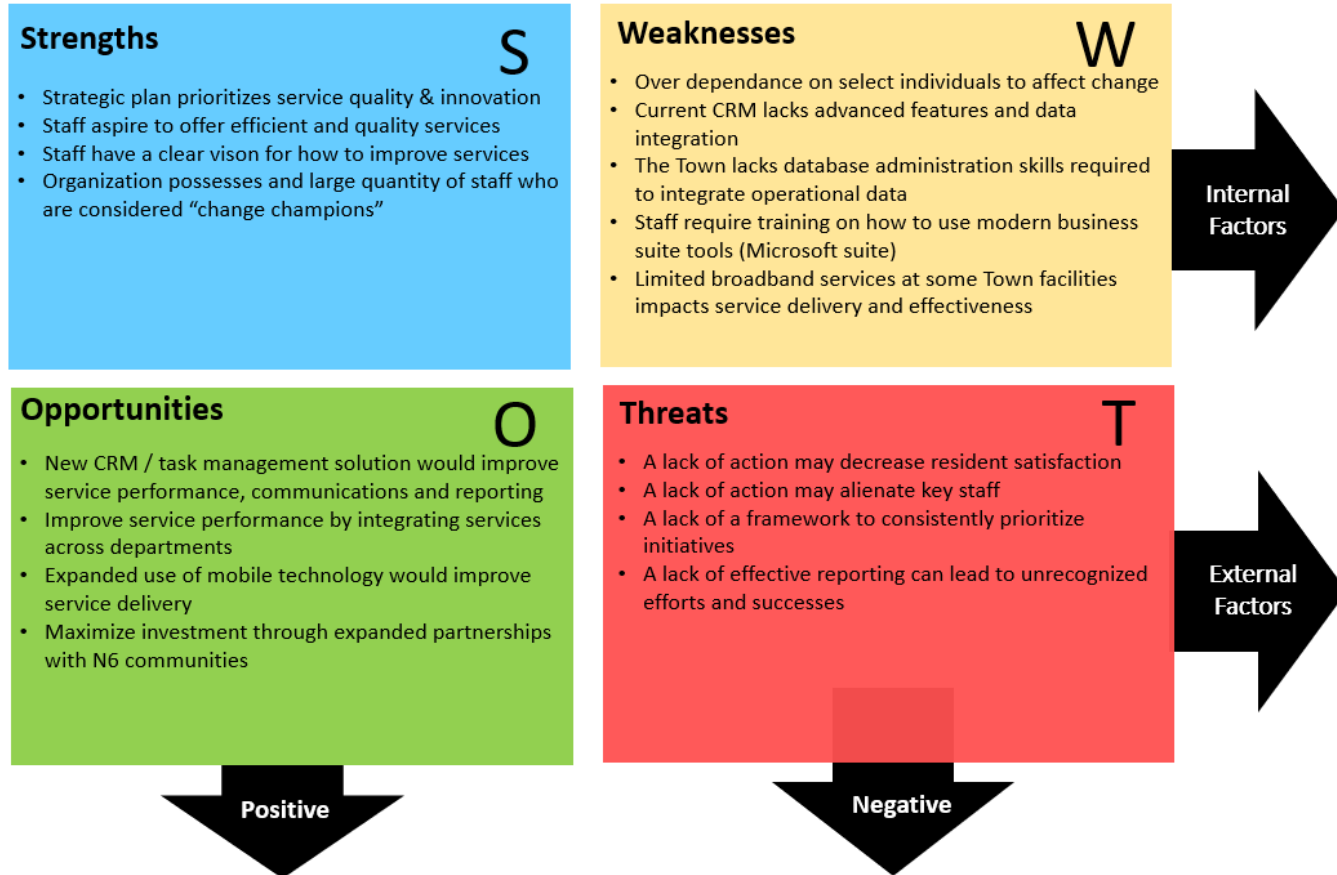 Strengths
S
• Strategic plan prioritizes service quality & innovation
• Staff aspire to offer efficient and quality services
• Staff have a clear vison for how to improve services
• Organization possesses and large quantity of staff who
are considered “change champions”
Weaknesses
W
• Over dependance on select individuals to affect change
• Current CRM lacks advanced features and data
integration
• The Town lacks database administration skills required
to integrate operational data
• Staff require training on how to use modern business
suite tools (Microsoft suite)
• Limited broadband services at some Town facilities
impacts service delivery and effectiveness
Internal
Factors
Opportunities
O
• New CRM / task management solution would improve
service performance, communications and reporting
• Improve service performance by integrating services
across departments
• Expanded use of mobile technology would improve
service delivery
• Maximize investment through expanded partnerships
with N6 communities
Threats
T
• A lack of action may decrease resident satisfaction
• A lack of action may alienate key staff
• A lack of a framework to consistently prioritize
initiatives
• A lack of effective reporting can lead to unrecognized
efforts and successes
External
Factors
Positive
Negative